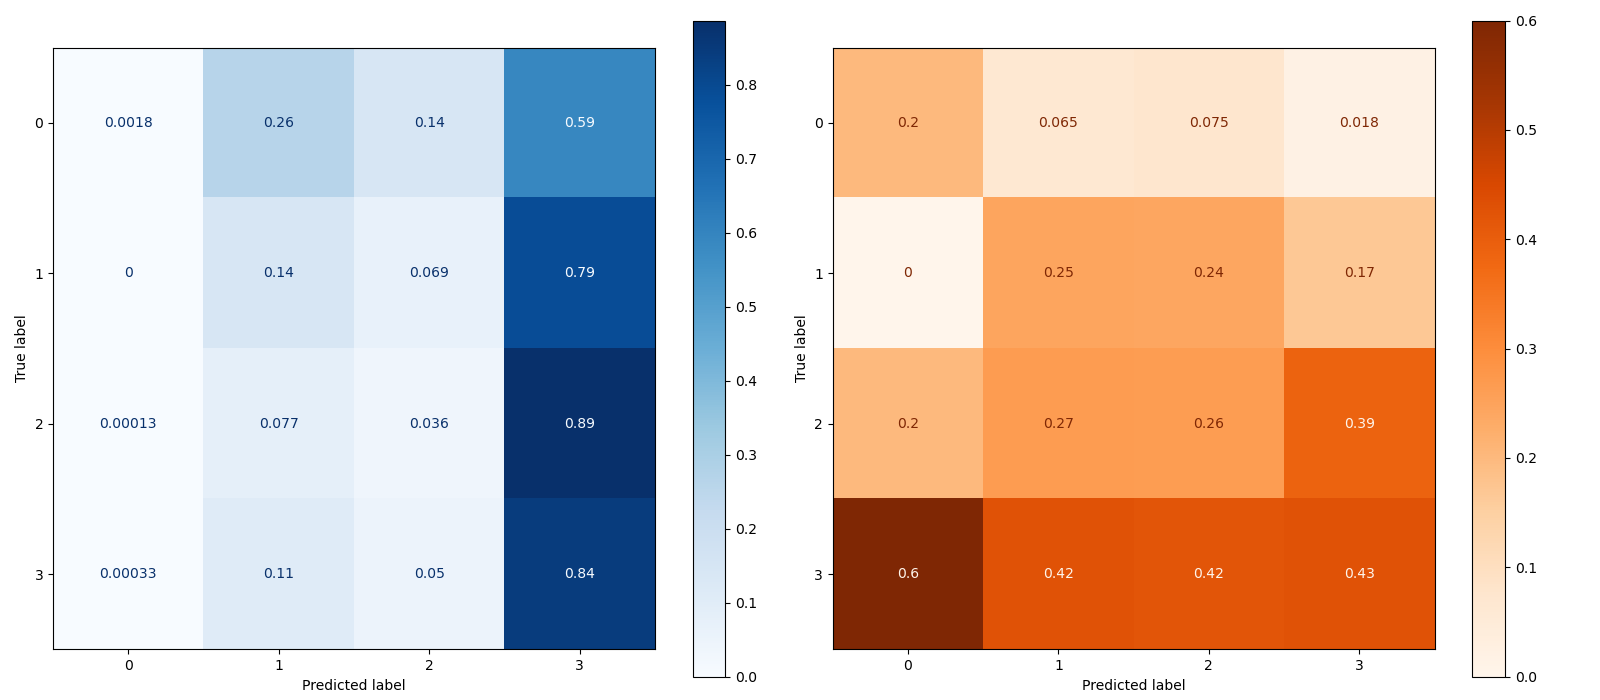 0.8
0.7
0.6
0.5
0.4
0.3
0.2
0.1
0.0
True label
0
1
2
3
0.0018 0.26 0.14 0.59
0 0.14 0.069 0.79
0.00013 0.077 0.036 0.89
0.00033 0.11 0.05 0.84
0 1 2 3
Predicted label
True label
0
1
2
3
0.2 0.065 0.075 0.018
0 0.25 0.24 0.17
0.2 0.27 0.26 0.39
0.6 0.42 0.42 0.43
0 1 2 3
Predicted label
0.6
0.5
0.4
0.3
0.2
0.1
0.0